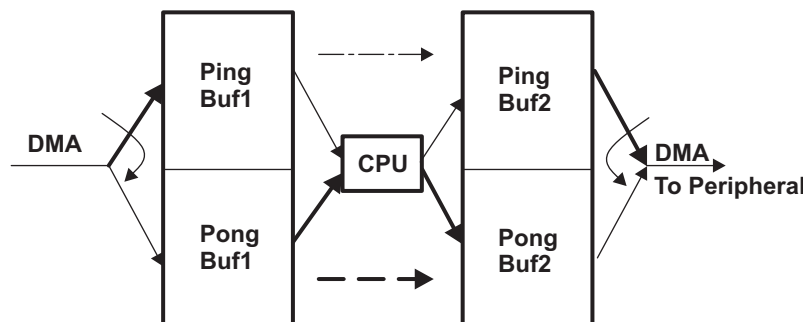 Ping
Buf1
Ping
Buf2
DMA
CPU
DMA
To Peripheral
Pong
Buf1
Pong
Buf2